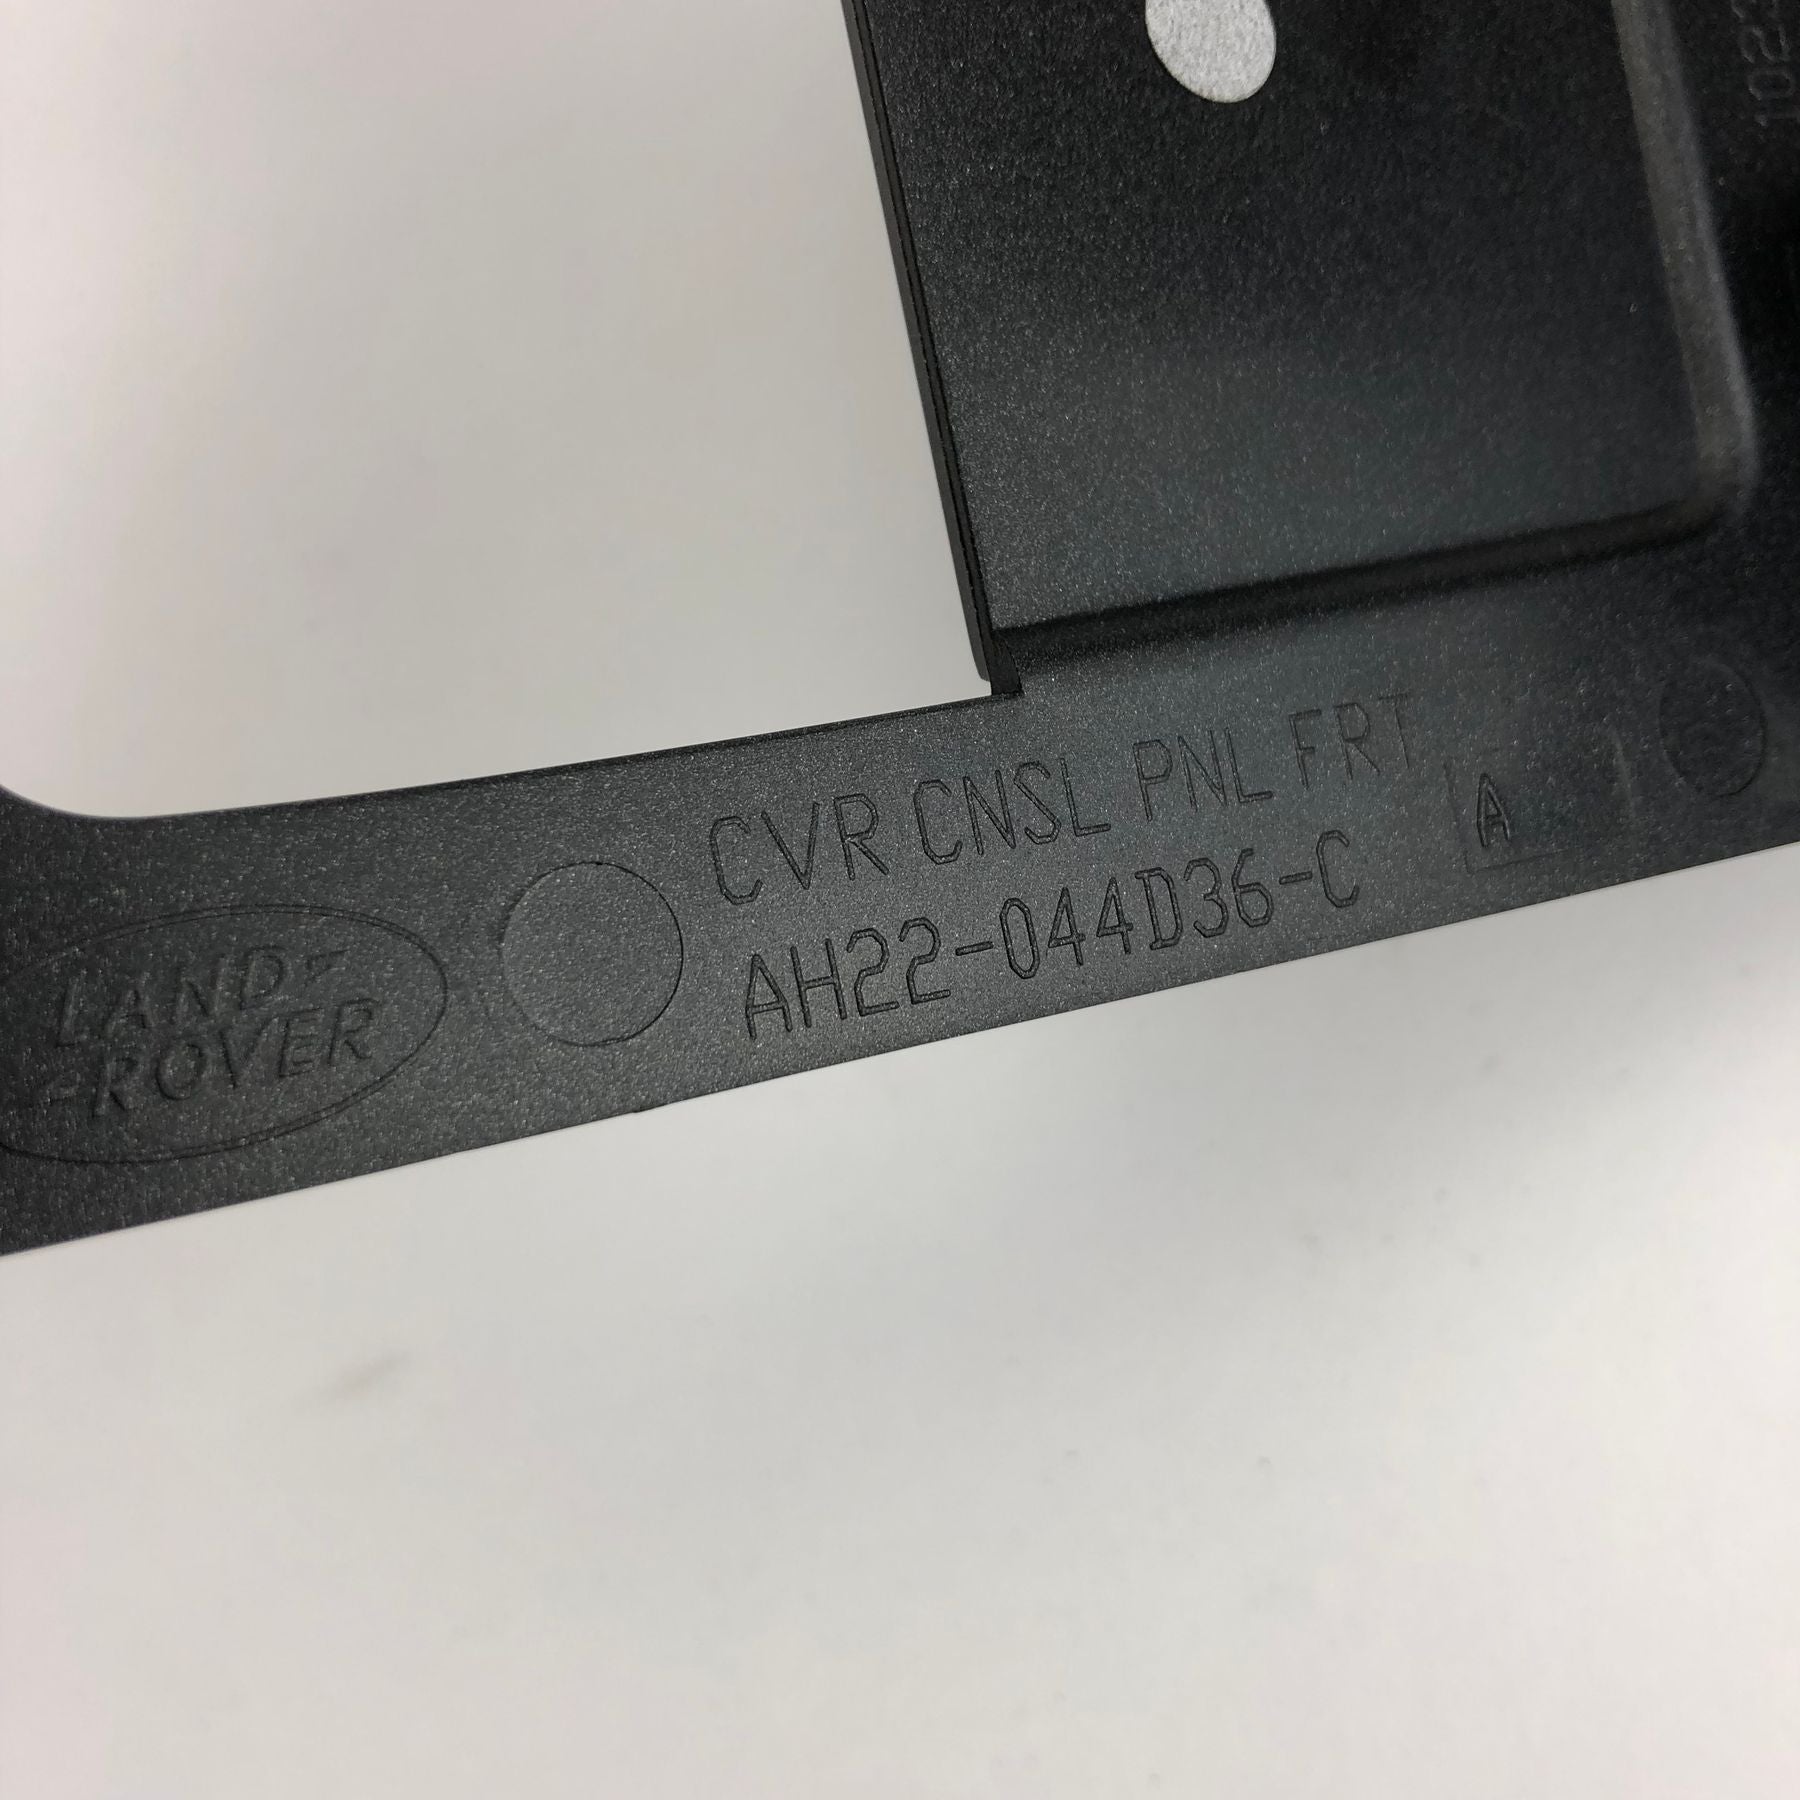 CVR CNSL PNL FRT
AH22-044D36-C
A
LAND
ROVER